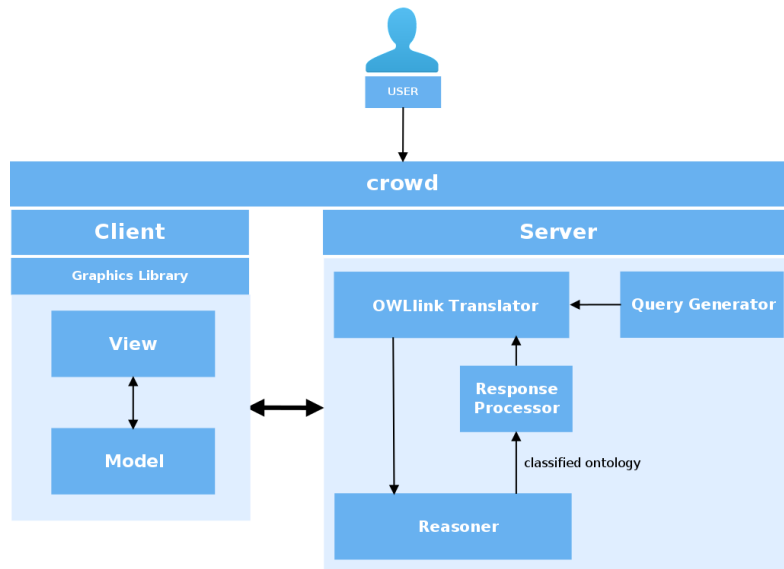 USER
crowd
Client
Server
Graphics Library
View
Model
OWLlink Translator
Query Generator
Response
Processor
classified ontology
Reasoner